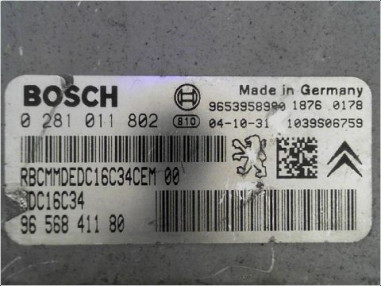 BOSCH Made in Germany
9653958980 1876 0178
0 281 011 802 810 04-10-31 1039S06759
RBCMMDEDC16C34CEM 00
DC16C34
96 568 411 80